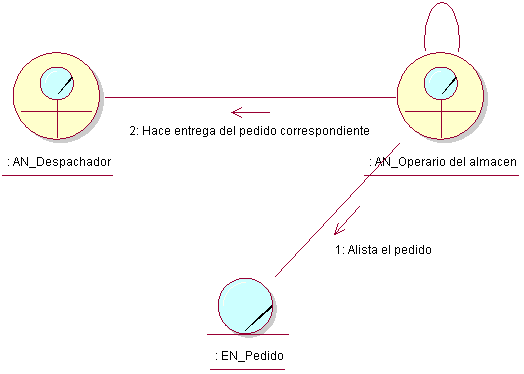 2: Hace entrega del pedido correspondiente
: AN_Despachador
: AN_Operario del almacen
1: Alista el pedido
: EN_Pedido